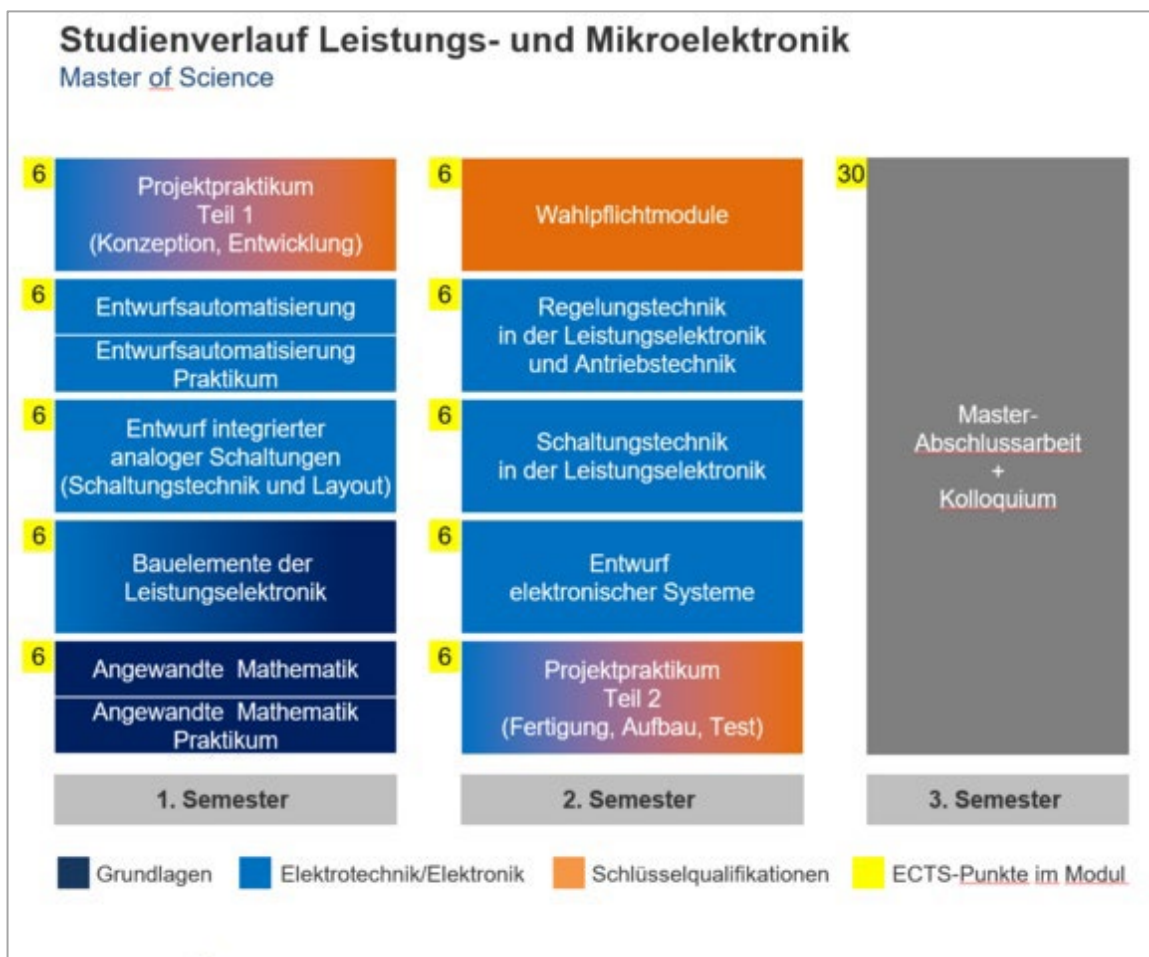 Studienverlauf Leistungs- und Mikroelektronik
Master of Science
6
Projektpraktikum
Teil 1
(Konzeption, Entwicklung)
6
Entwurfsautomatisierung
Entwurfsautomatisierung
Praktikum
6
Entwurf integrierter
analoger Schaltungen
(Schaltungstechnik und Layout)
6
Bauelemente der
Leistungselektronik
6
Angewandte Mathematik
Angewandte Mathematik
Praktikum
1. Semester
6
Wahlpflichtmodule
6
Regelungstechnik
in der Leistungselektronik
und Antriebstechnik
6
Schaltungstechnik
in der Leistungselektronik
6
Entwurf
elektronischer Systeme
6
Projektpraktikum
Teil 2
(Fertigung, Aufbau, Test)
2. Semester
30
Master-
Abschlussarbeit
+
Kolloquium
3. Semester
Grundlagen
Elektrotechnik/Elektronik
Schlüsselqualifikationen
ECTS-Punkte im Modul